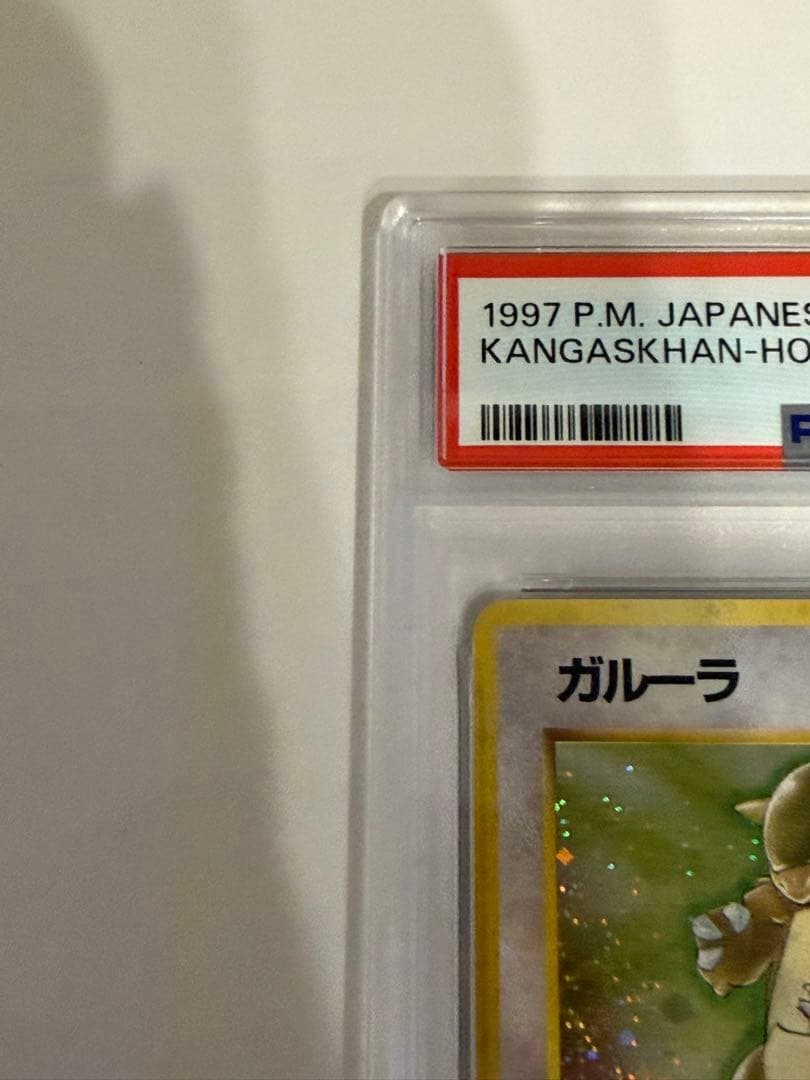 1997 P.M. JAPANES
KANGASKHAN-HO
P
ガルーラ